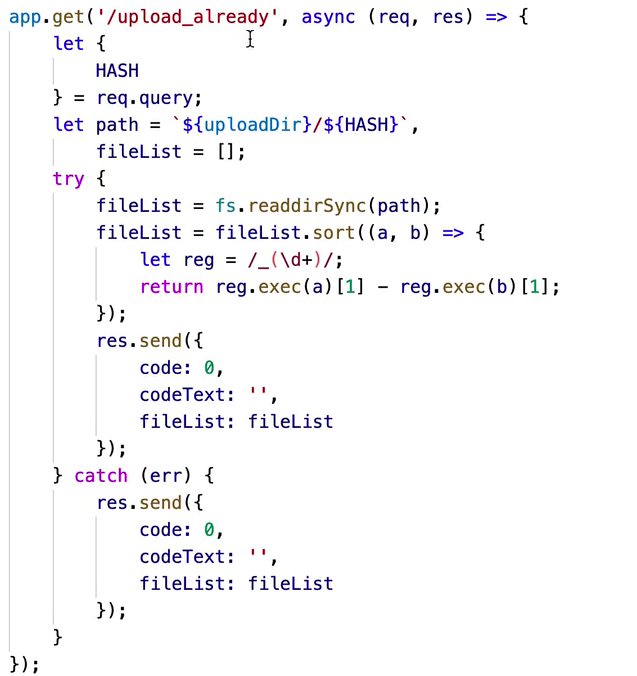 app.get('/upload_already', async (req, res) => {
    let {
        HASH
    } = req.query;
    let path = `${uploadDir}/${HASH}`,
        fileList = [];
    try {
        fileList = fs.readdirSync(path);
        fileList = fileList.sort((a, b) => {
            let reg = /_(\d+)/;
            return reg.exec(a)[1] - reg.exec(b)[1];
        });
        res.send({
            code: 0,
            codeText: '',
            fileList: fileList
        });
    } catch (err) {
        res.send({
            code: 0,
            codeText: '',
            fileList: fileList
        });
    }
});